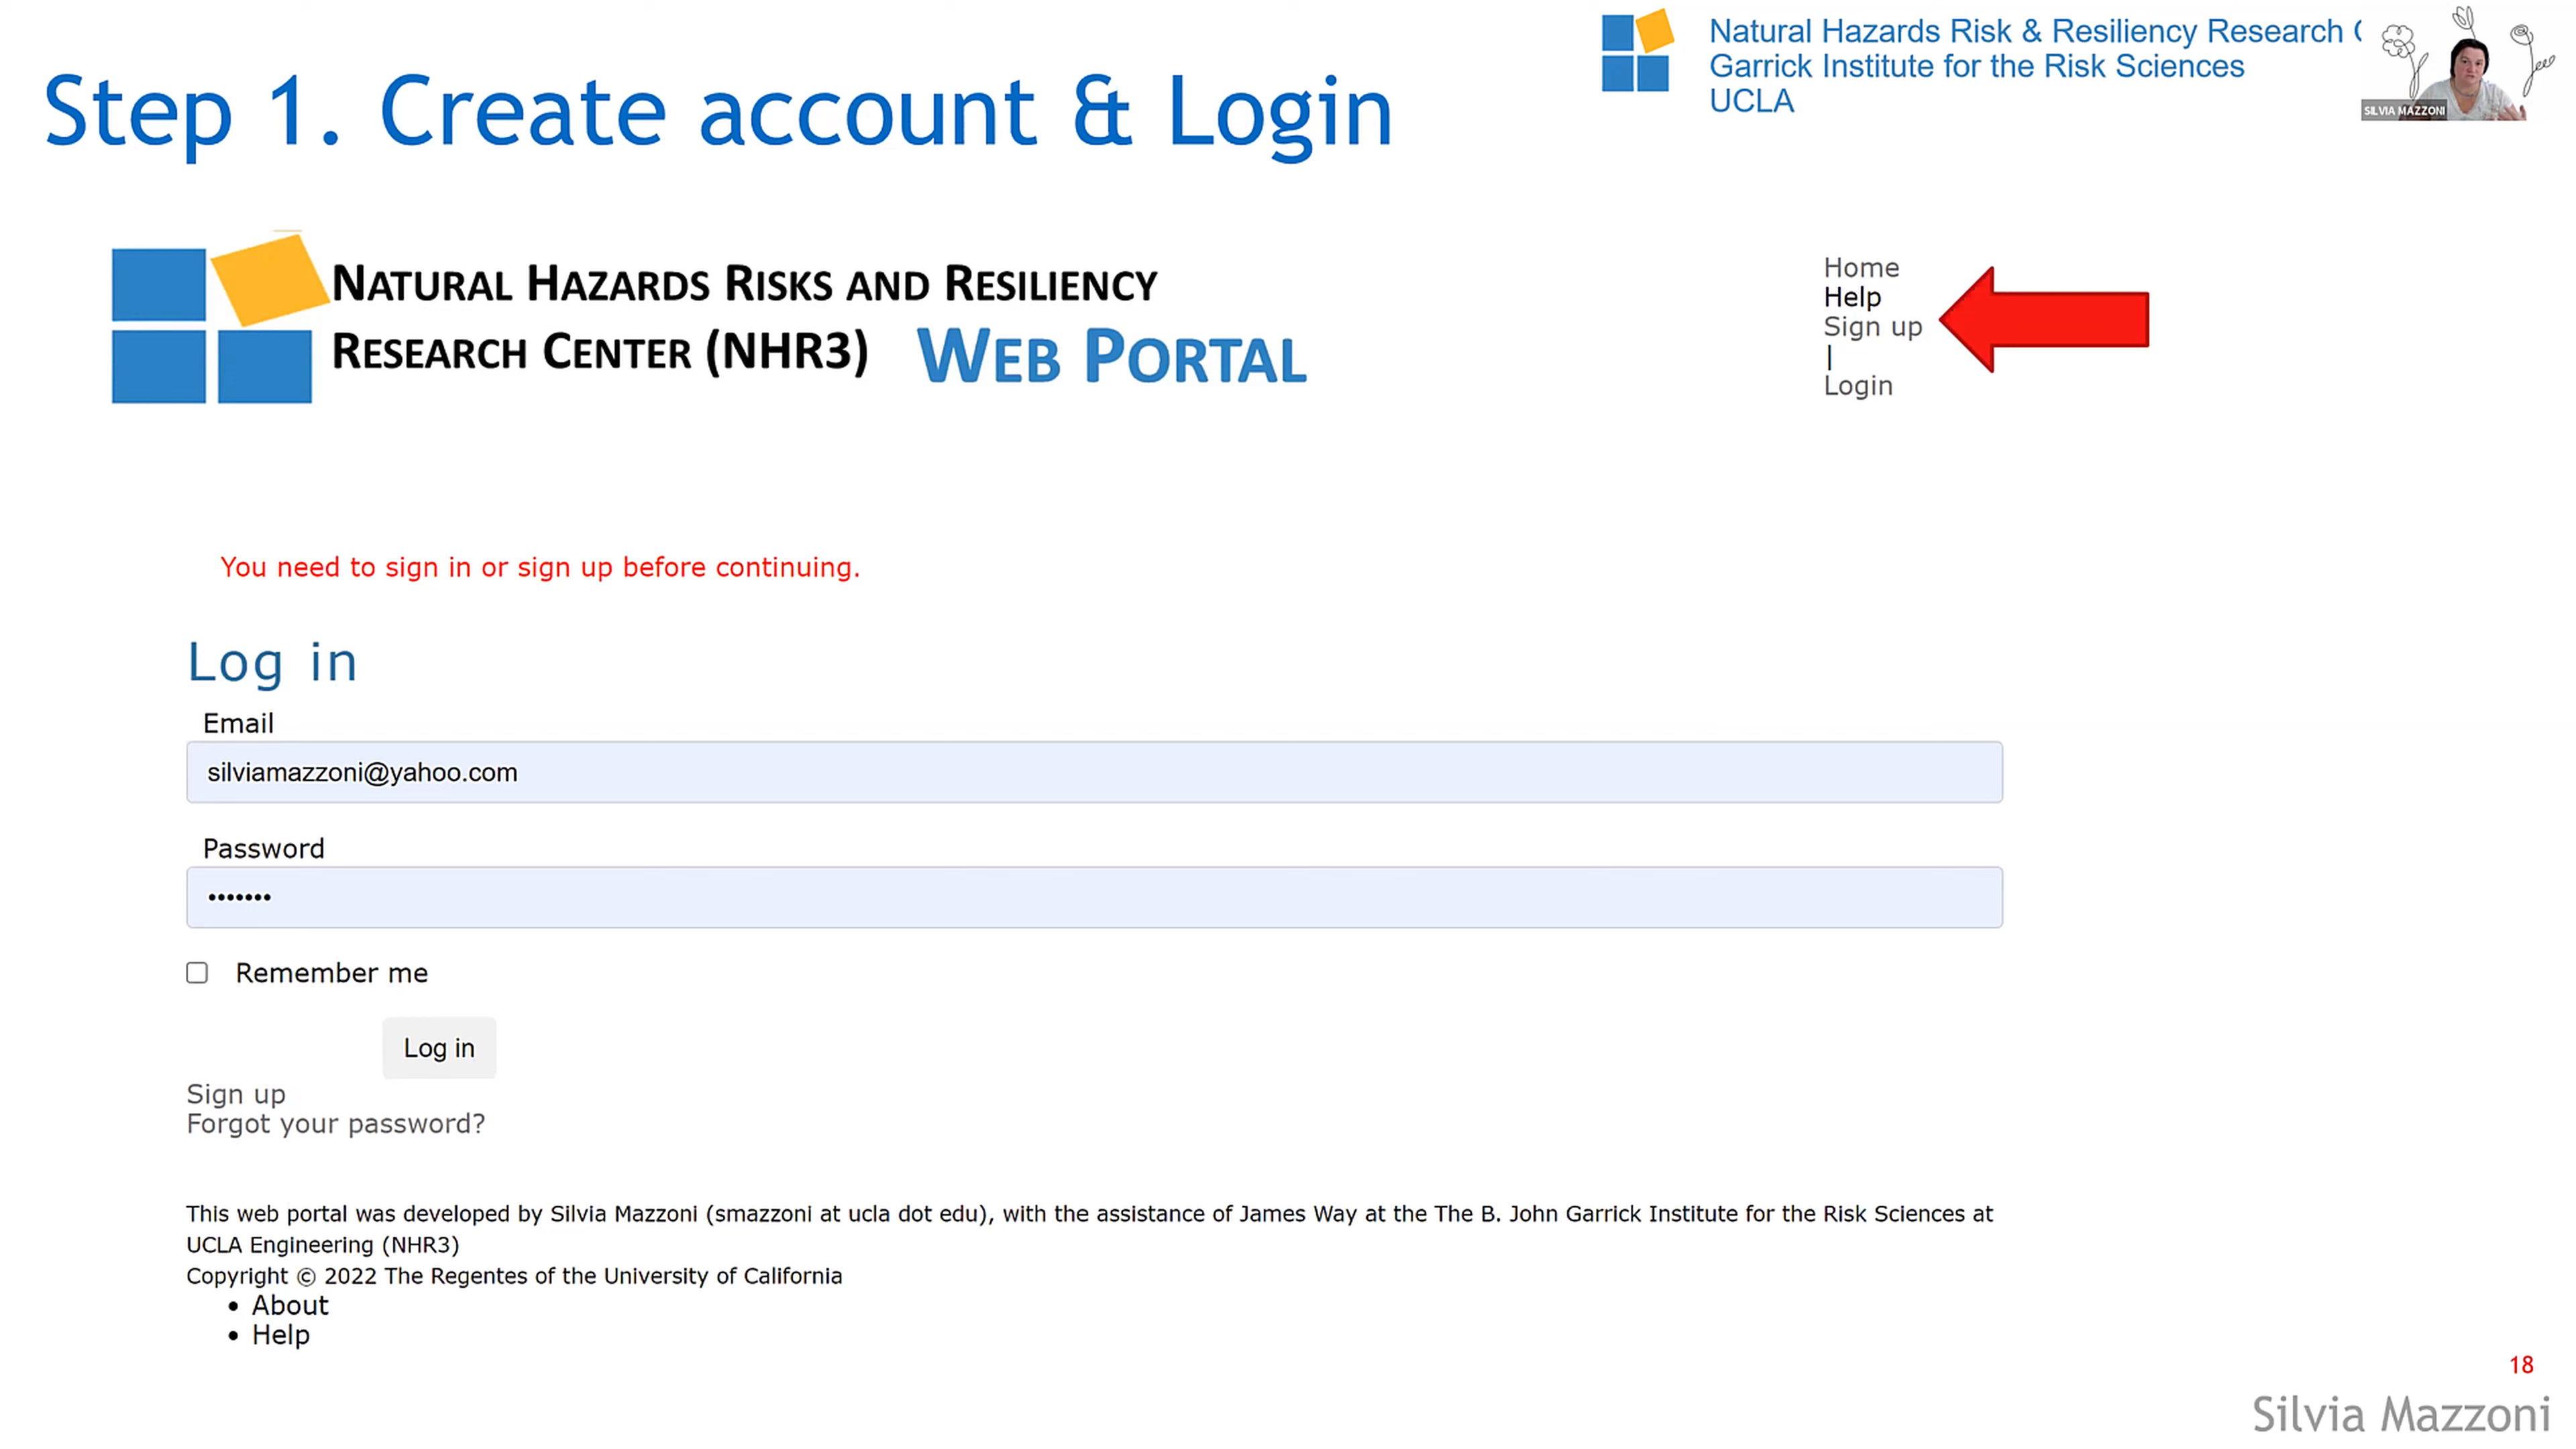 Step 1. Create account & Login
Natural Hazards Risk & Resiliency Research
Garrick Institute for the Risk Sciences
UCLA
SILVIA MAZZONI
NATURAL HAZARDS RISKS AND RESILIENCY
RESEARCH CENTER (NHR3) WEB PORTAL
Home
Help
Sign up
|
Login
You need to sign in or sign up before continuing.
Log in
Email
silviamazzoni@yahoo.com
Password
•••••••
Remember me
Log in
Sign up
Forgot your password?
This web portal was developed by Silvia Mazzoni (smazzoni at ucla dot edu), with the assistance of James Way at the The B. John Garrick Institute for the Risk Sciences at
UCLA Engineering (NHR3)
Copyright © 2022 The Regentes of the University of California
• About
• Help
18
Silvia Mazzoni